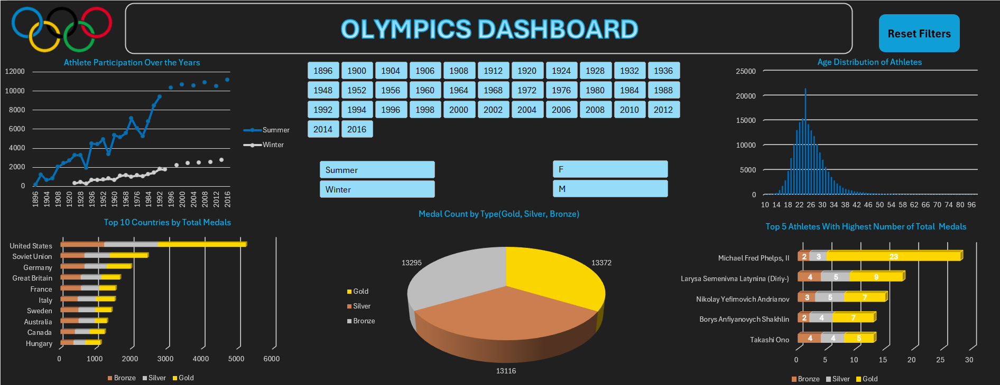 OLYMPICS DASHBOARD
Reset Filters
Athlete Participation Over the Years
12000
10000
8000
6000
4000
2000
0
1896 1904 1908 1920 1928 1936 1952 1960 1968 1976 1984 1992 1996 2000 2004 2008 2012 2016
Summer
Winter
1896 1900 1904 1906 1908 1912 1920 1924 1928 1932 1936
1948 1952 1956 1960 1964 1968 1972 1976 1980 1984 1988
1992 1994 1996 1998 2000 2002 2004 2006 2008 2010 2012
2014 2016
Summer
Winter
F
M
Age Distribution of Athletes
25000
20000
15000
10000
5000
0
10 14 18 22 26 30 34 38 42 46 50 54 58 62 66 70 74 80 96
Top 10 Countries by Total Medals
United States
Soviet Union
Germany
Great Britain
France
Italy
Sweden
Australia
Canada
Hungary
0 1000 2000 3000 4000 5000 6000
Bronze Silver Gold
Medal Count by Type(Gold, Silver, Bronze)
13295
13372
Gold
Silver
Bronze
13116
Top 5 Athletes With Highest Number of Total Medals
Michael Fred Phelps, II 2 3 23
Larysa Semenivna Latynina (Diriy-) 4 5 9
Nikolay Yefimovich Andrianov 3 5 7
Borys Anfiyanovych Shakhlin 2 4 7
Takashi Ono 4 4 5
0 5 10 15 20 25 30
Bronze Silver Gold